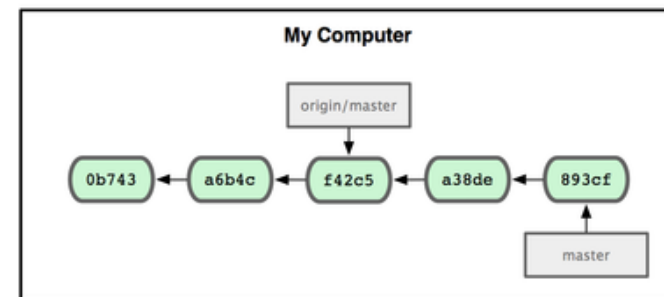 My Computer
origin/master
0b743
a6b4c
f42c5
a38de
893cf
master